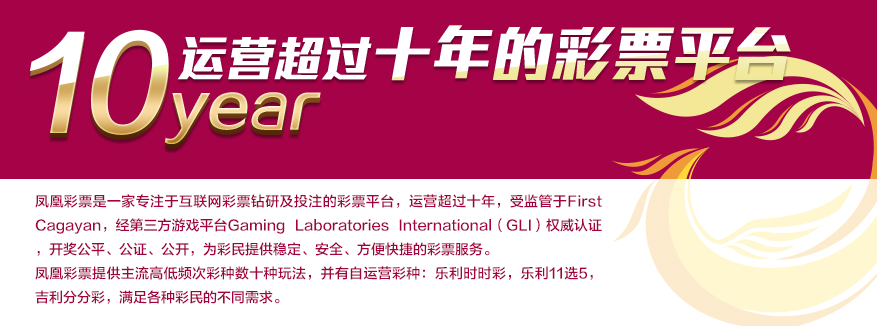 10year
运营超过十年的彩票平台
凤凰彩票是一家专注于互联网彩票钻研及投注的彩票平台，运营超过十年，受监管于First
Cagayan，经第三方游戏平台Gaming Laboratories International（GLI）权威认证
，开奖公平、公证、公开，为彩民提供稳定、安全、方便快捷的彩票服务。
凤凰彩票提供主流高低频次彩种数十种玩法，并有自运营彩种：乐利时时彩，乐利11选5，
吉利分分彩，满足各种彩民的不同需求。